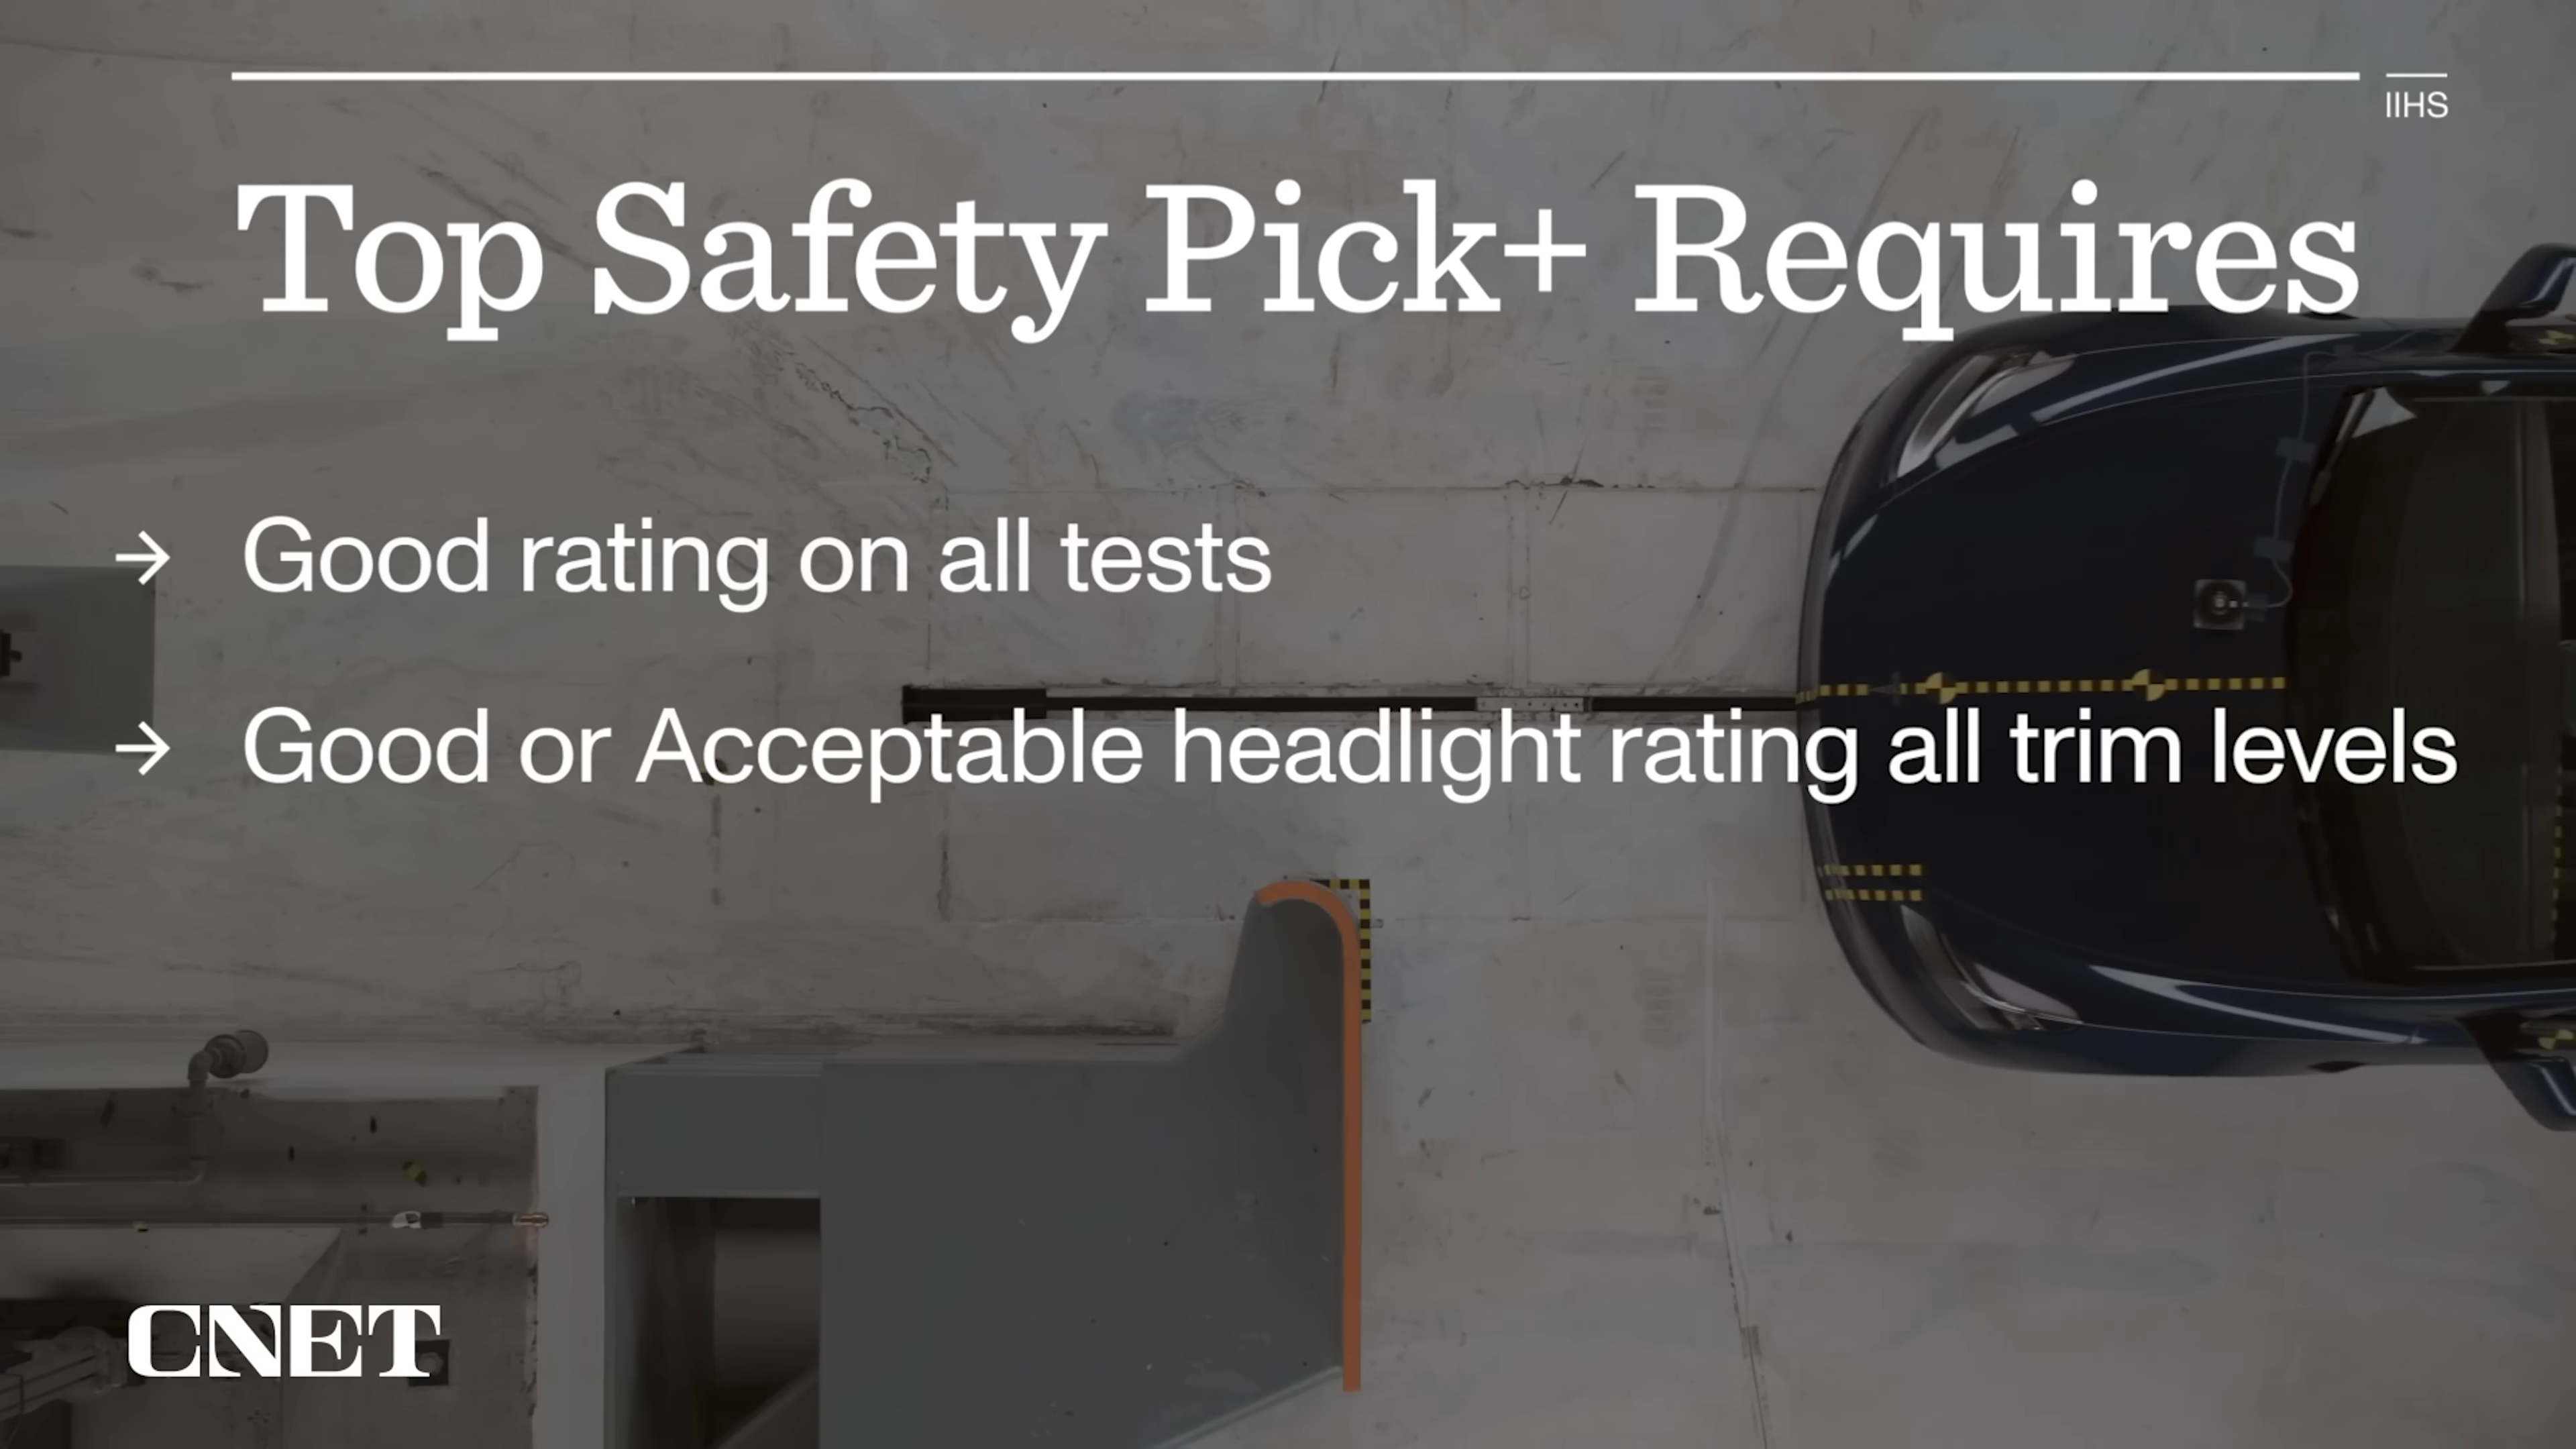 IIHS
Top Safety Pick+ Requires
→ Good rating on all tests
→ Good or Acceptable headlight rating all trim levels
CNET